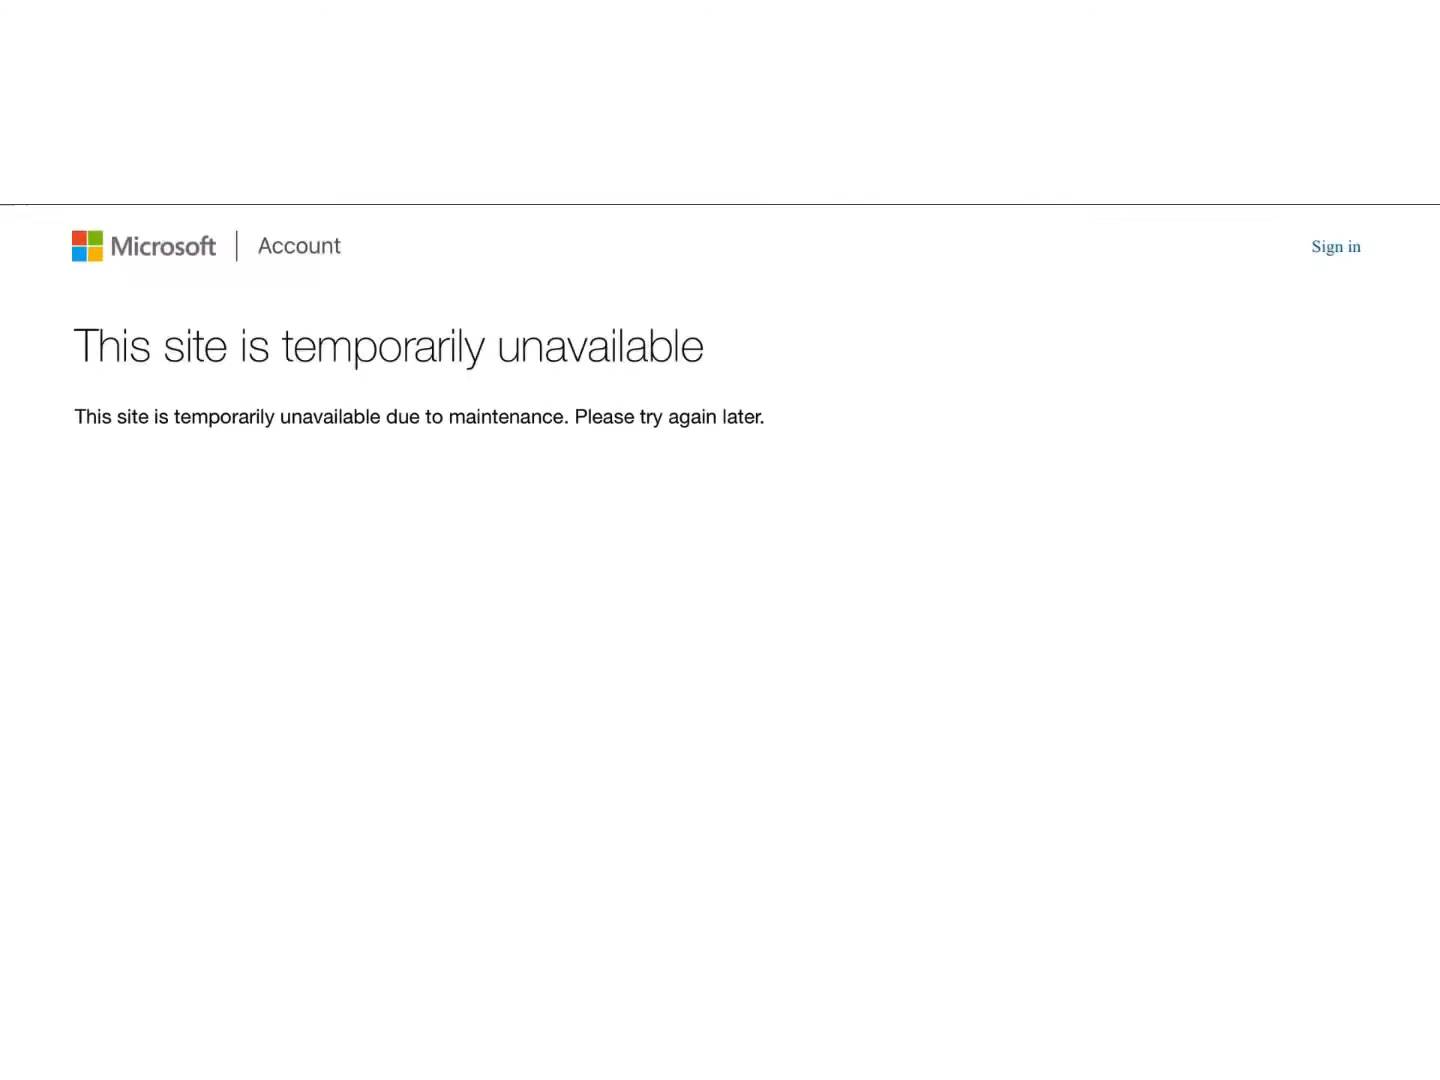 Microsoft | Account
Sign in
This site is temporarily unavailable
This site is temporarily unavailable due to maintenance. Please try again later.